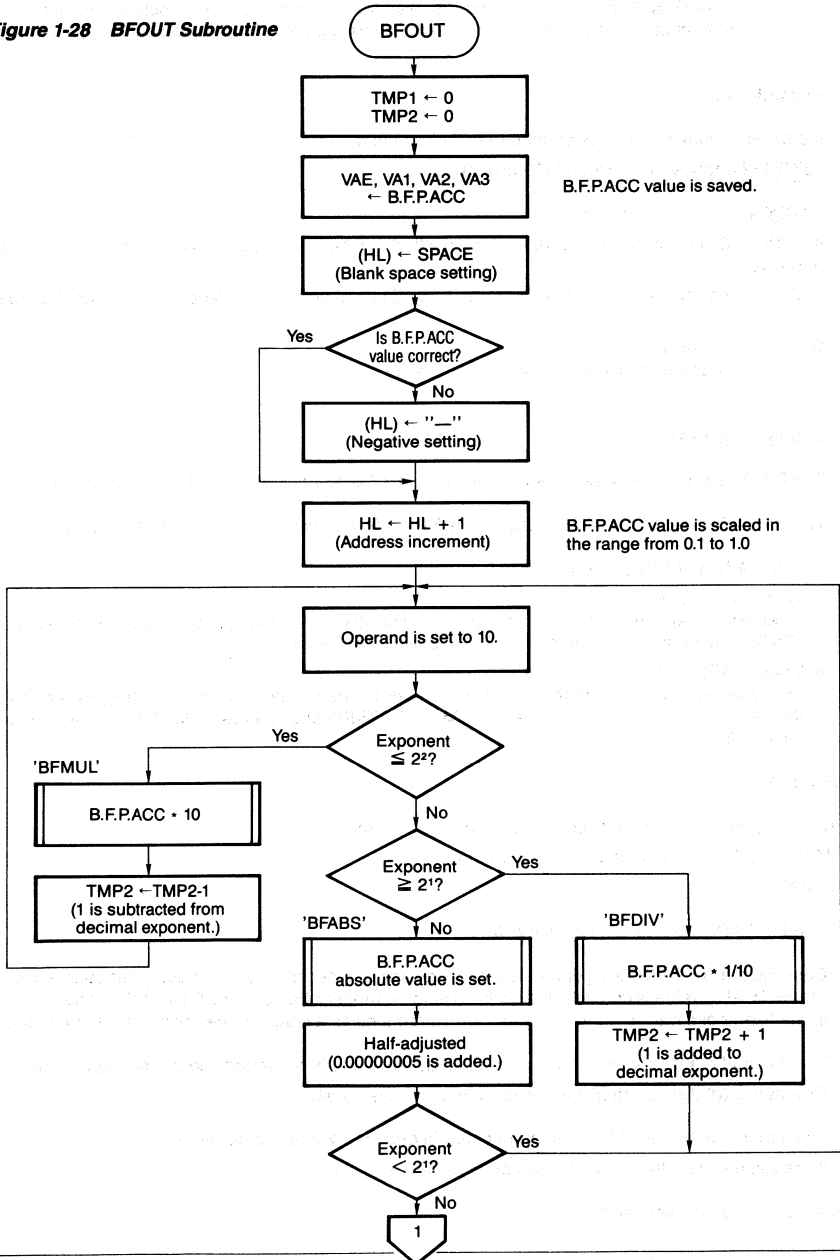 igure 1-28 BFOUT Subroutine
BFOUT
TMP1 ← 0
TMP2 ← 0
VAE, VA1, VA2, VA3
← B.F.P.ACC
B.F.P.ACC value is saved.
(HL) ← SPACE
(Blank space setting)
Yes
Is B.F.P.ACC
value correct?
No
(HL) ← "—"
(Negative setting)
HL ← HL + 1
(Address increment)
B.F.P.ACC value is scaled in
the range from 0.1 to 1.0
Operand is set to 10.
Yes
Exponent
≦ 2²?
'BFMUL'
No
B.F.P.ACC * 10
Exponent
≧ 2¹?
Yes
TMP2 ←TMP2-1
(1 is subtracted from
decimal exponent.)
'BFABS'
No
'BFDIV'
B.F.P.ACC
absolute value is set.
B.F.P.ACC * 1/10
Half-adjusted
(0.00000005 is added.)
TMP2 ← TMP2 + 1
(1 is added to
decimal exponent.)
Exponent
< 2¹?
Yes
No
1